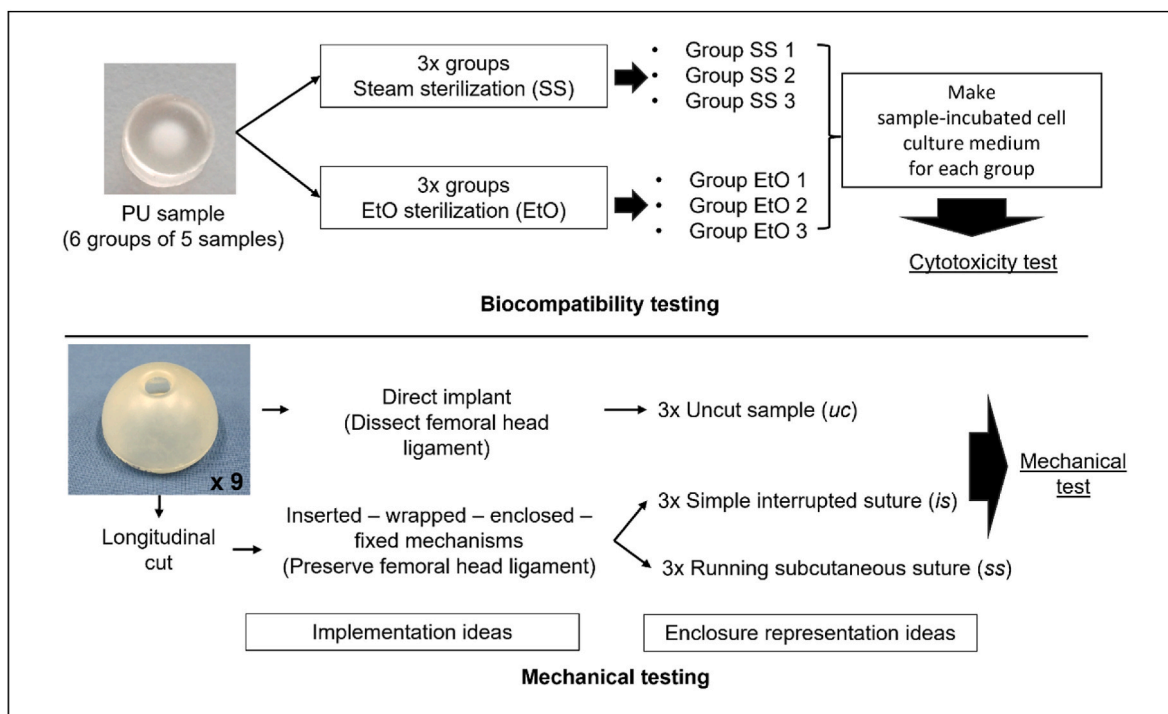 PU sample
(6 groups of 5 samples)
3x groups
Steam sterilization (SS)
3x groups
EtO sterilization (EtO)
• Group SS 1
• Group SS 2
• Group SS 3
• Group EtO 1
• Group EtO 2
• Group EtO 3
Make
sample-incubated cell
culture medium
for each group
Cytotoxicity test
Biocompatibility testing
x 9
Longitudinal
cut
Direct implant
(Dissect femoral head
ligament)
Inserted – wrapped – enclosed –
fixed mechanisms
(Preserve femoral head ligament)
3x Uncut sample (uc)
3x Simple interrupted suture (is)
3x Running subcutaneous suture (ss)
Mechanical
test
Implementation ideas
Enclosure representation ideas
Mechanical testing